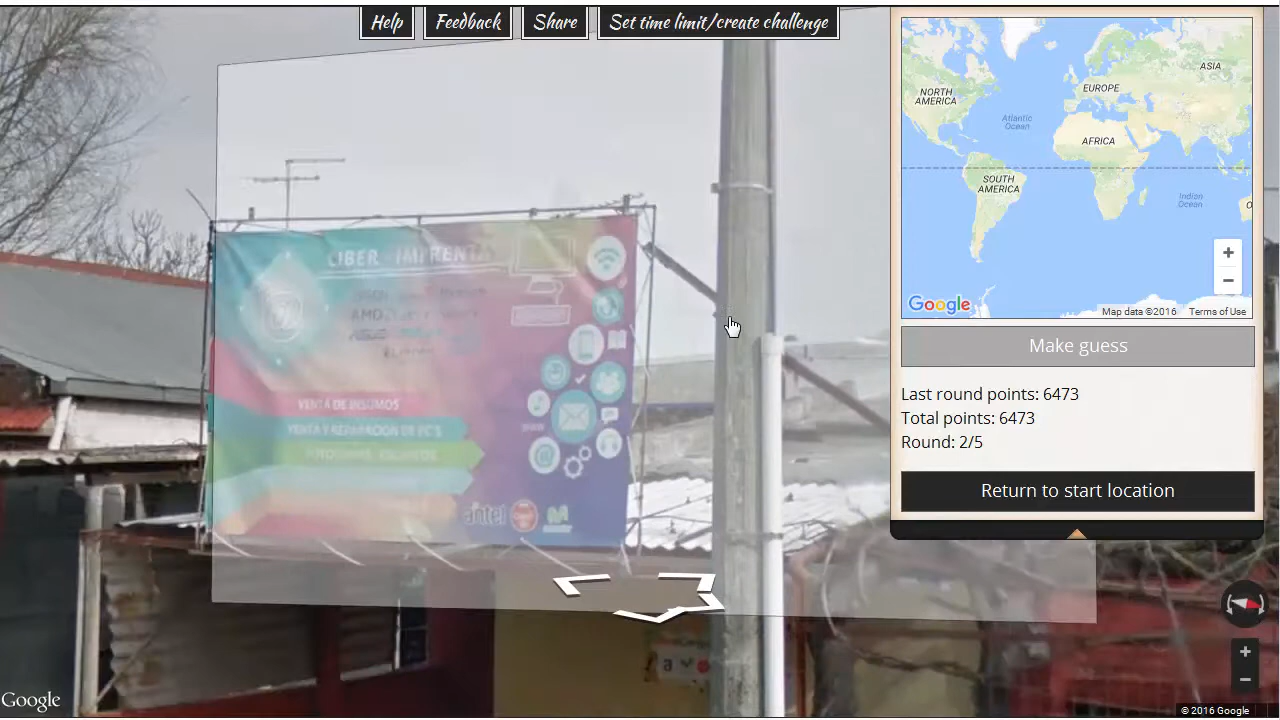 Help
Feedback
Share
Set time limit/create challenge
NORTH
AMERICA
Atlantic
Ocean
EUROPE
ASIA
AFRICA
SOUTH
AMERICA
Indian
Ocean
Google
Map data ©2016
Terms of Use
Make guess
Last round points: 6473
Total points: 6473
Round: 2/5
Return to start location
CIBER - IMPRENTA
AMD
ASUS
VENTA DE INSUMOS
VENTA Y REPARACION DE PC'S
antel
a
Google
© 2016 Google